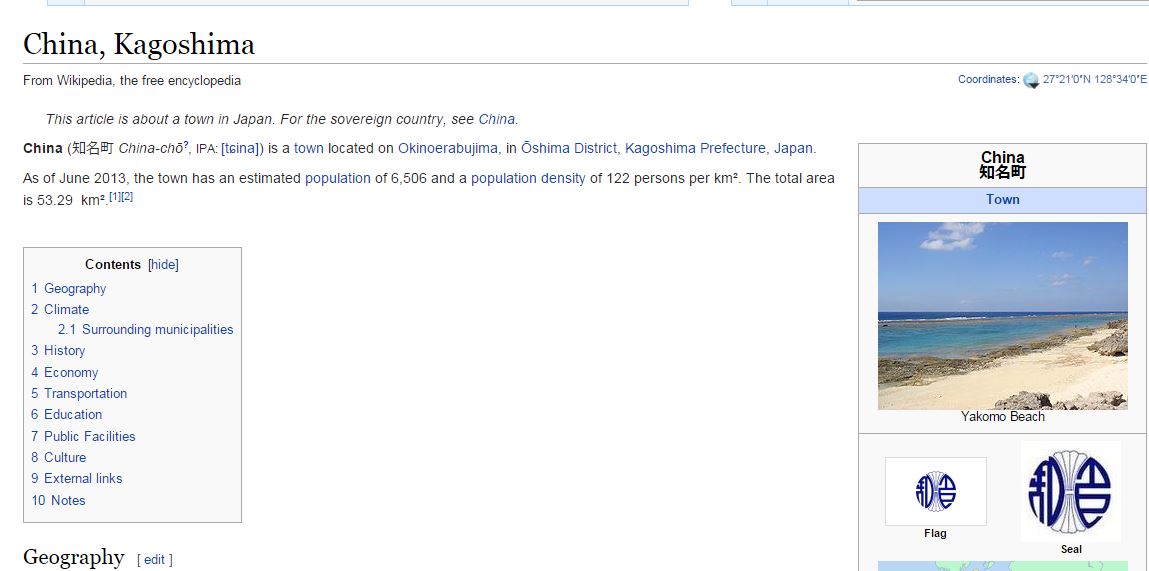 China, Kagoshima
From Wikipedia, the free encyclopedia
Coordinates: 27°21′0″N 128°34′0″E
This article is about a town in Japan. For the sovereign country, see China.
China (知名町 China-chō?, IPA: [tɕina]) is a town located on Okinoerabujima, in Ōshima District, Kagoshima Prefecture, Japan.
As of June 2013, the town has an estimated population of 6,506 and a population density of 122 persons per km². The total area
is 53.29 km².[1][2]
Contents [hide]
1 Geography
2 Climate
2.1 Surrounding municipalities
3 History
4 Economy
5 Transportation
6 Education
7 Public Facilities
8 Culture
9 External links
10 Notes
Geography [ edit ]
China
知名町
Town
Yakomo Beach
Flag
Seal